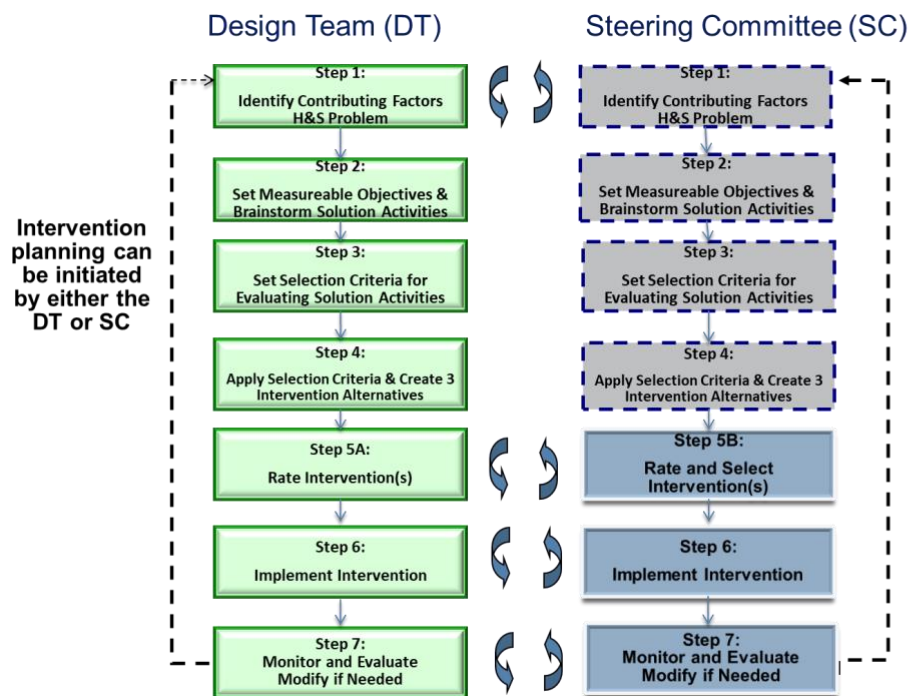 Design Team (DT)
Steering Committee (SC)
Step 1:
Identify Contributing Factors
H&S Problem
Step 1:
Identify Contributing Factors
H&S Problem
Step 2:
Set Measureable Objectives &
Brainstorm Solution Activities
Step 2:
Set Measureable Objectives &
Brainstorm Solution Activities
Intervention
planning can
be initiated
by either the
DT or SC
Step 3:
Set Selection Criteria for
Evaluating Solution Activities
Step 3:
Set Selection Criteria for
Evaluating Solution Activities
Step 4:
Apply Selection Criteria & Create 3
Intervention Alternatives
Step 4:
Apply Selection Criteria & Create 3
Intervention Alternatives
Step 5A:
Rate Intervention(s)
Step 5B:
Rate and Select
Intervention(s)
Step 6:
Implement Intervention
Step 6:
Implement Intervention
Step 7:
Monitor and Evaluate
Modify if Needed
Step 7:
Monitor and Evaluate
Modify if Needed